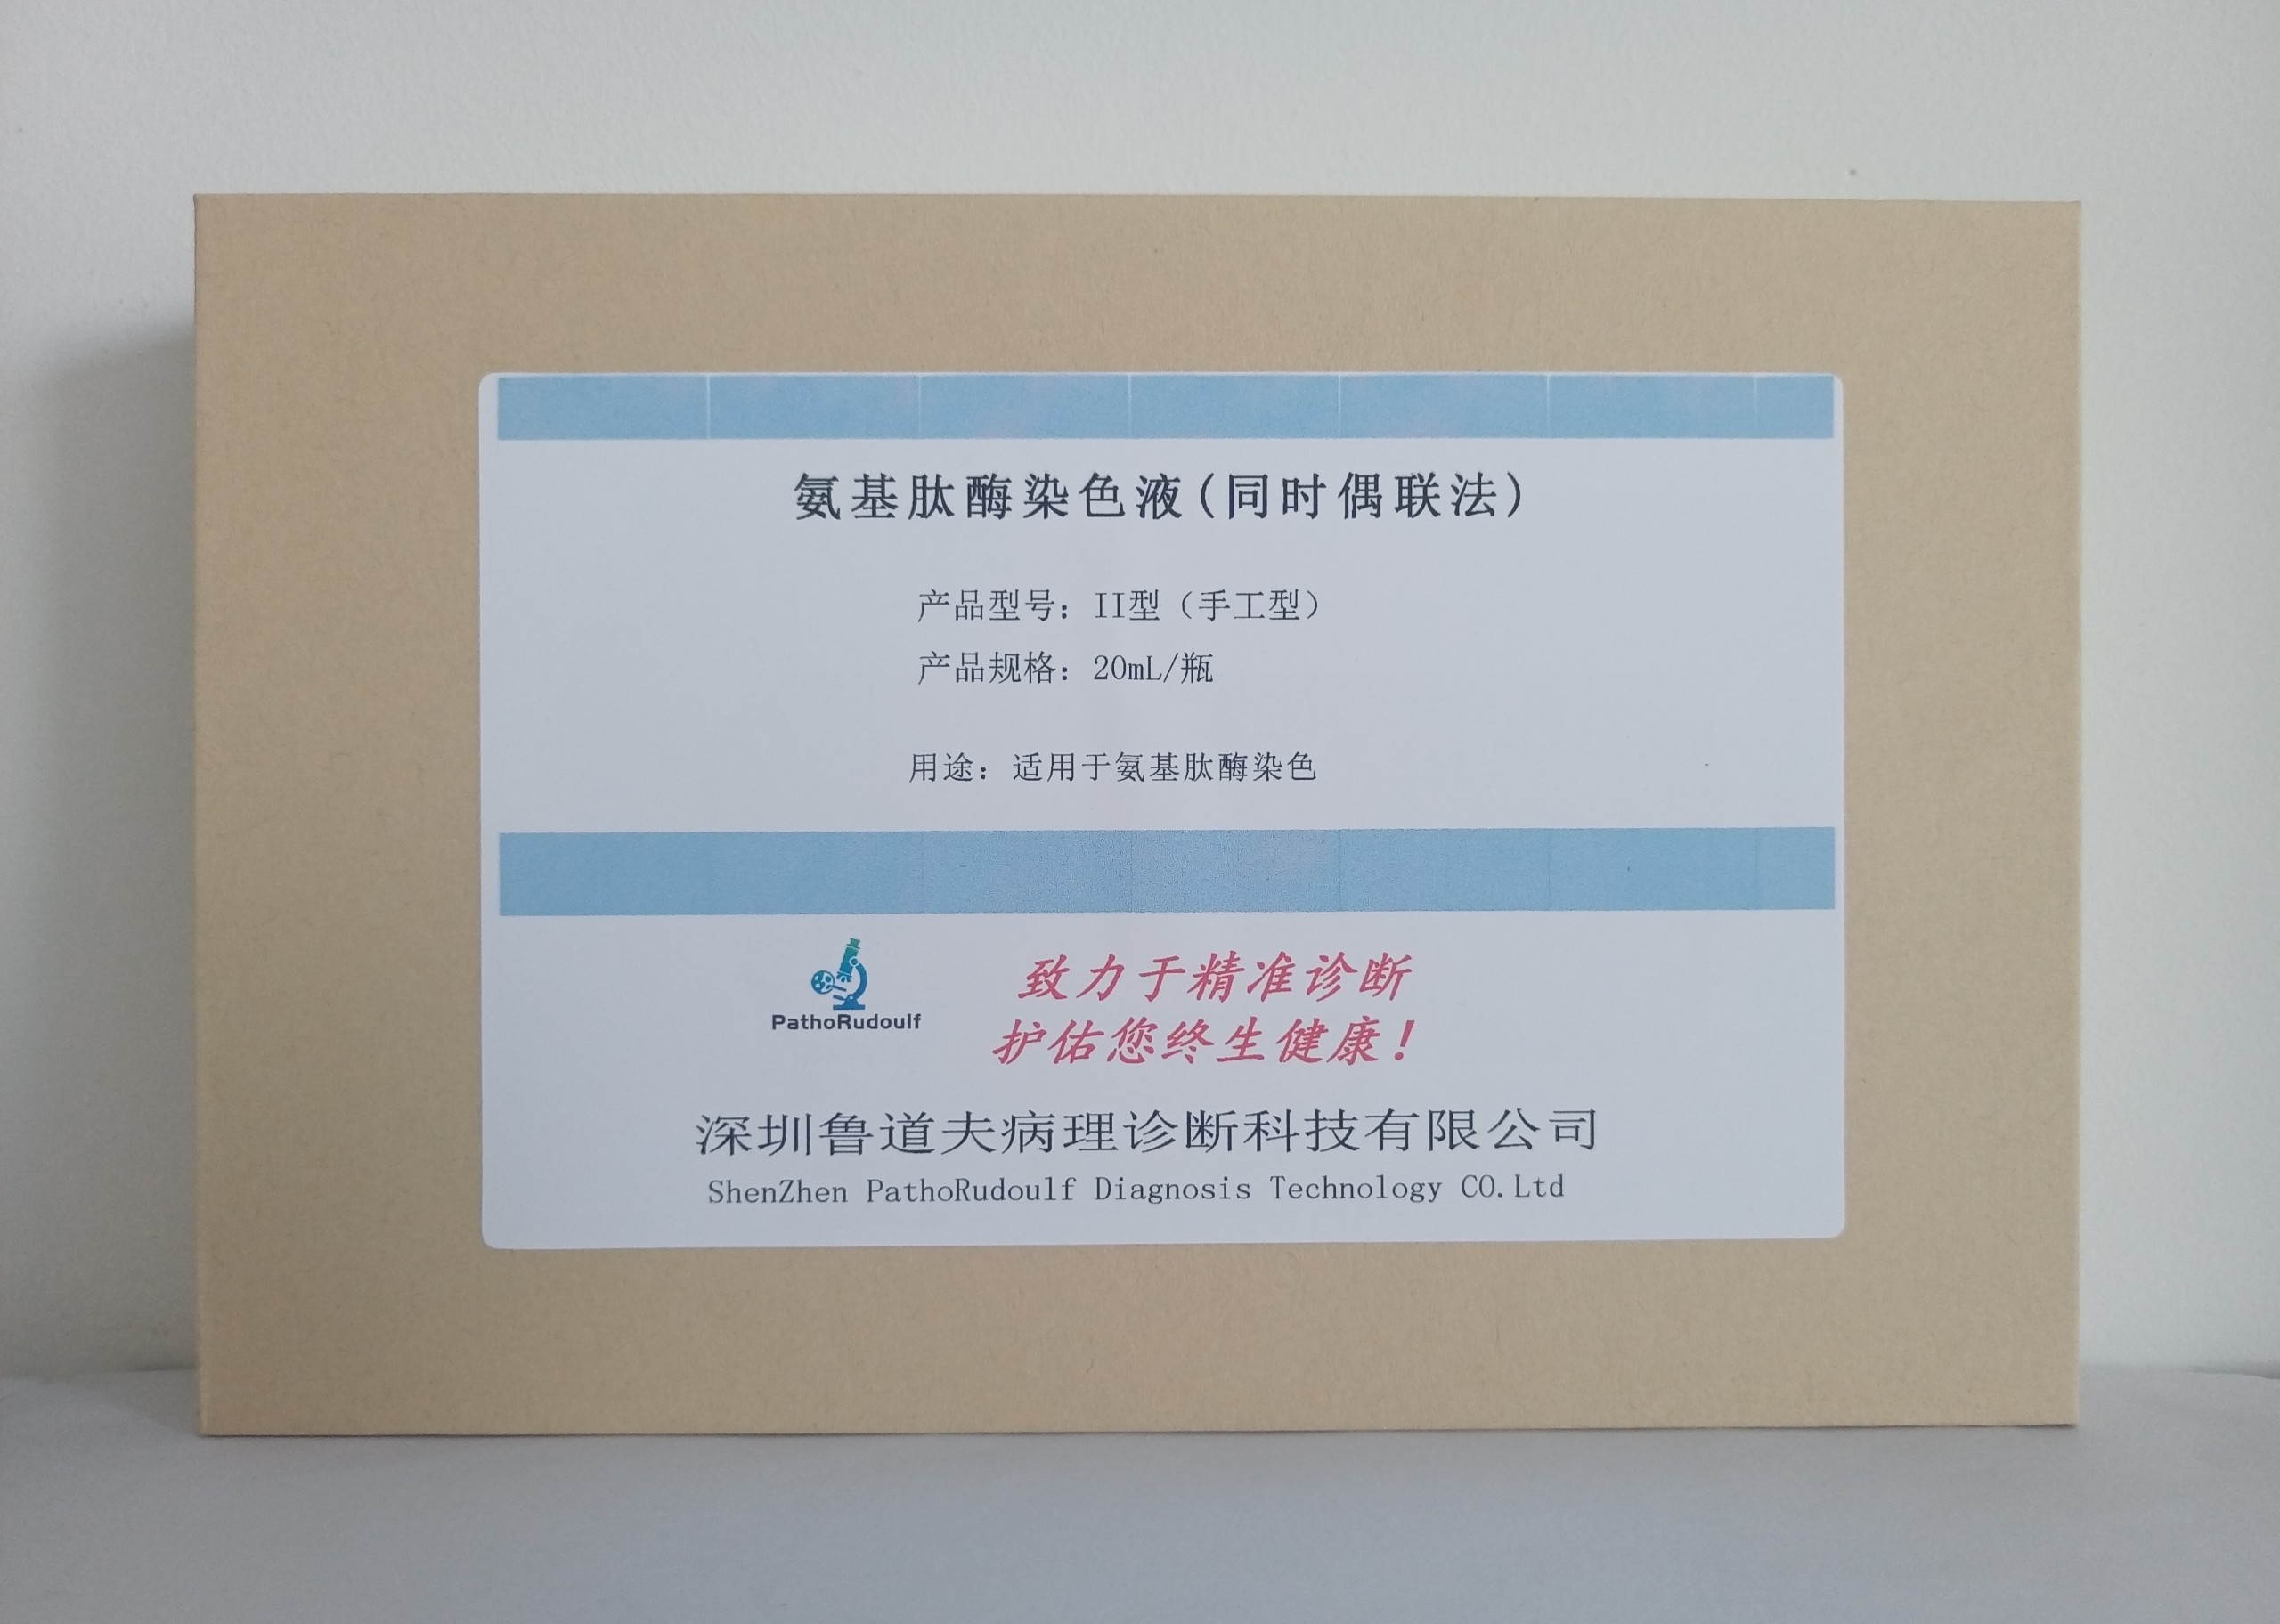 氨基肽酶染色液(同时偶联法)
产品型号：II型（手工型）
产品规格：20mL/瓶
用途：适用于氨基肽酶染色
PathoRudoulf
致力于精准诊断
护佑您终生健康！
深圳鲁道夫病理诊断科技有限公司
ShenZhen PathoRudoulf Diagnosis Technology CO.Ltd